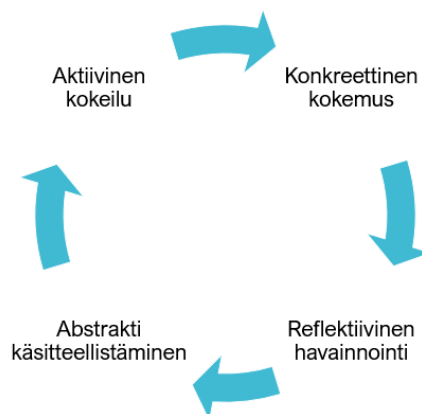 Aktiivinen
kokeilu
Konkreettinen
kokemus
Reflektiivinen
havainnointi
Abstrakti
käsitteellistäminen